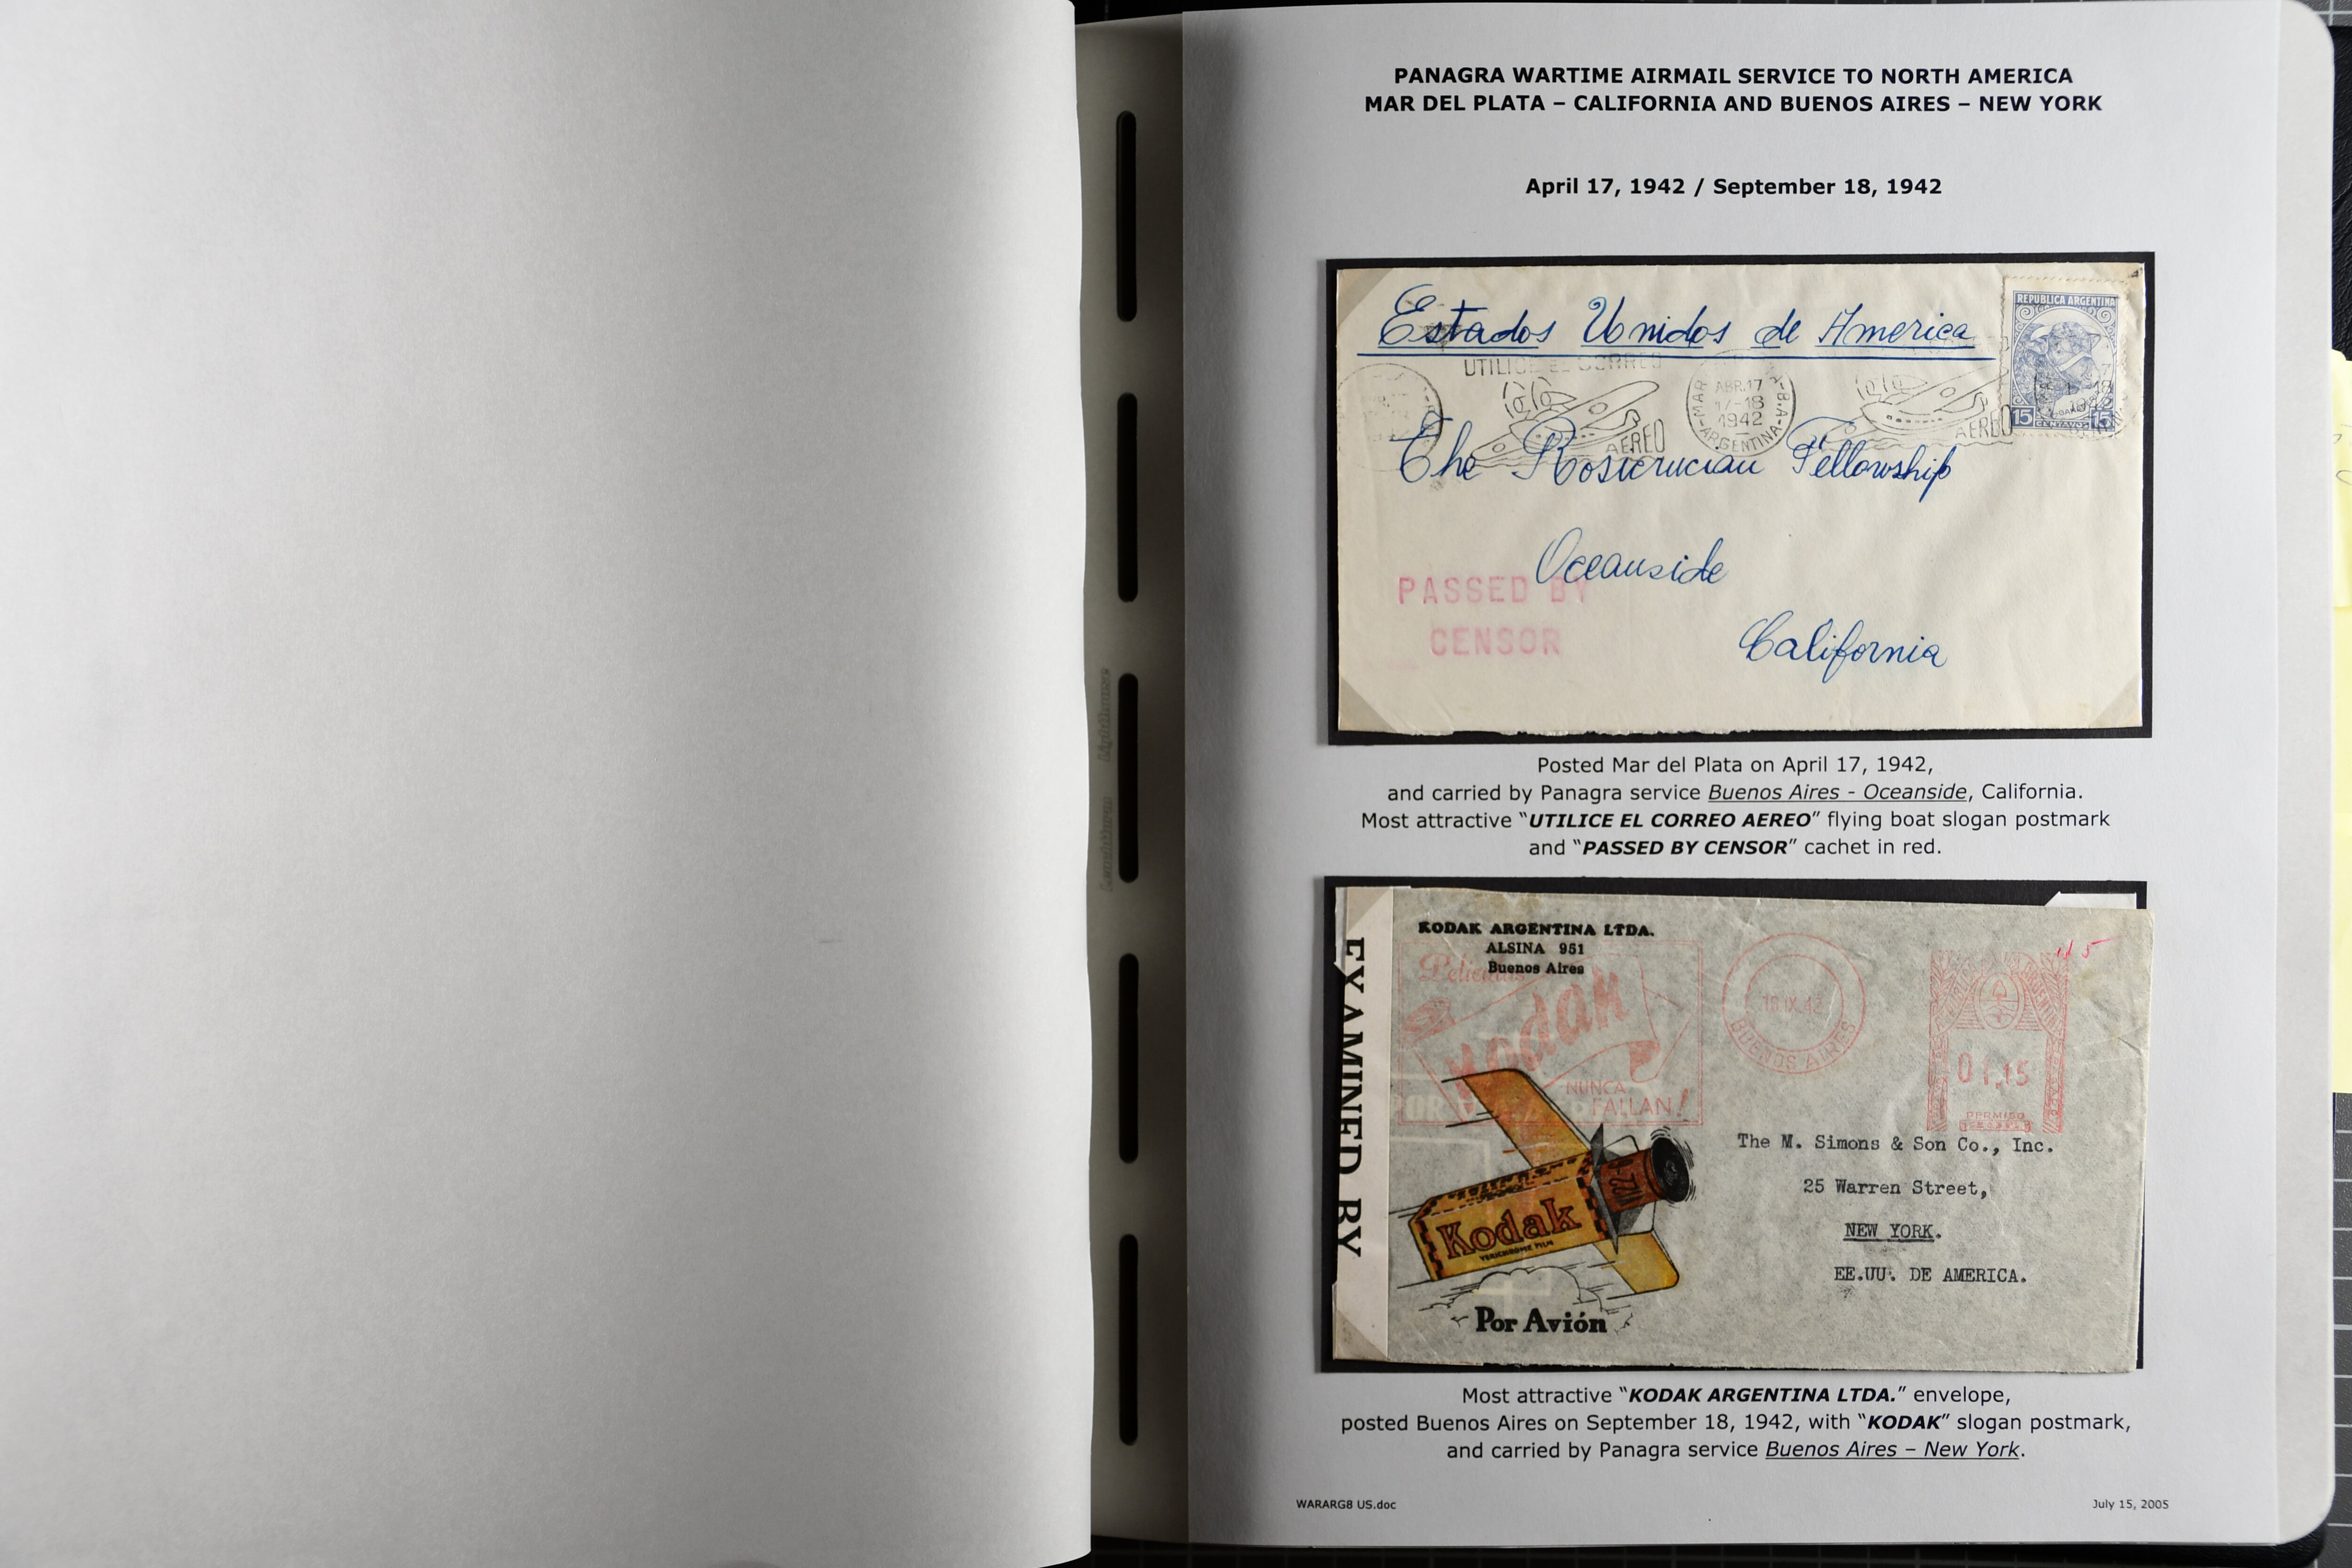 PANAGRA WARTIME AIRMAIL SERVICE TO NORTH AMERICA
MAR DEL PLATA – CALIFORNIA AND BUENOS AIRES – NEW YORK
April 17, 1942 / September 18, 1942
Estados Unidos de America
REPUBLICA ARGENTINA
15 CENTAVOS 15
UTILICE EL CORREO
AEREO
AEREO
MAR
ABR.17
17-18
1942
ARGENTINA
The Rosicrucian Fellowship
Oceanside
California
PASSED BY
CENSOR
Posted Mar del Plata on April 17, 1942,
and carried by Panagra service Buenos Aires - Oceanside, California.
Most attractive “UTILICE EL CORREO AEREO” flying boat slogan postmark
and “PASSED BY CENSOR” cachet in red.
EXAMINED BY
KODAK ARGENTINA LTDA.
ALSINA 951
Buenos Aires
Kodak
NUNCA
FALLAN!
18 IX 42
BUENOS AIRES
01,15
PERMISO
The M. Simons & Son Co., Inc.
25 Warren Street,
NEW YORK.
EE.UU. DE AMERICA.
Kodak
VERICHROME FILM
Por Avión
Most attractive “KODAK ARGENTINA LTDA.” envelope,
posted Buenos Aires on September 18, 1942, with “KODAK” slogan postmark,
and carried by Panagra service Buenos Aires – New York.
WARARG8 US.doc
July 15, 2005